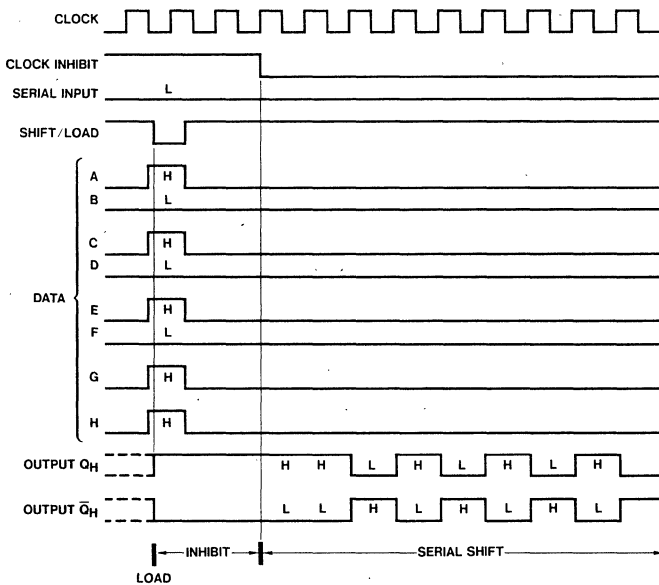 CLOCK
CLOCK INHIBIT
SERIAL INPUT L
SHIFT/LOAD
DATA
A H
B L
C H
D L
E H
F L
G H
H H
OUTPUT QH H H L H L H L H
OUTPUT Q̅H L L H L H L H L
INHIBIT SERIAL SHIFT
LOAD